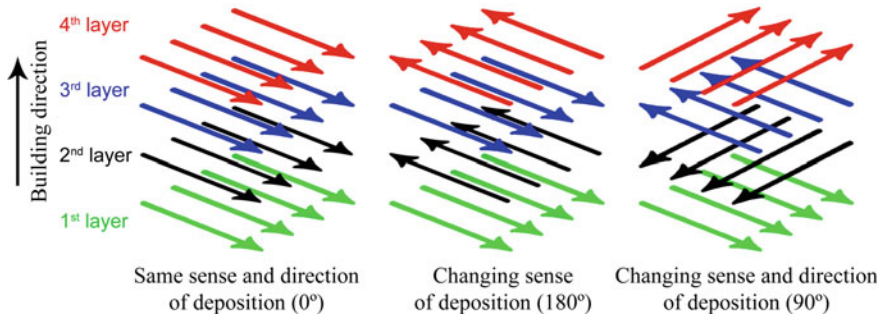 4th layer
3rd layer
2nd layer
1st layer
Building direction
Same sense and direction
of deposition (0º)
Changing sense
of deposition (180º)
Changing sense and direction
of deposition (90º)